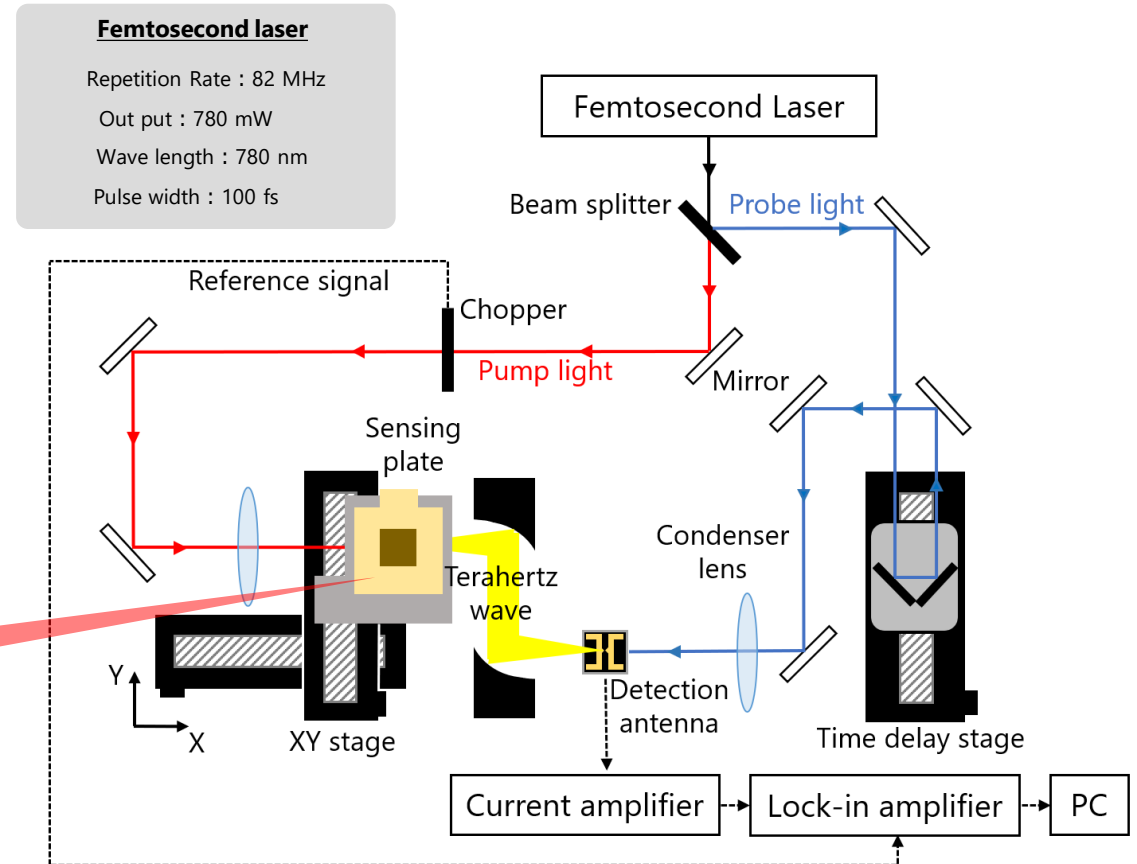 Femtosecond laser
Repetition Rate : 82 MHz
Out put : 780 mW
Wave length : 780 nm
Pulse width : 100 fs
Femtosecond Laser
Beam splitter
Probe light
Reference signal
Chopper
Pump light
Mirror
Sensing
plate
Condenser
lens
Terahertz
wave
Detection
antenna
Y
X
XY stage
Time delay stage
Current amplifier
Lock-in amplifier
PC